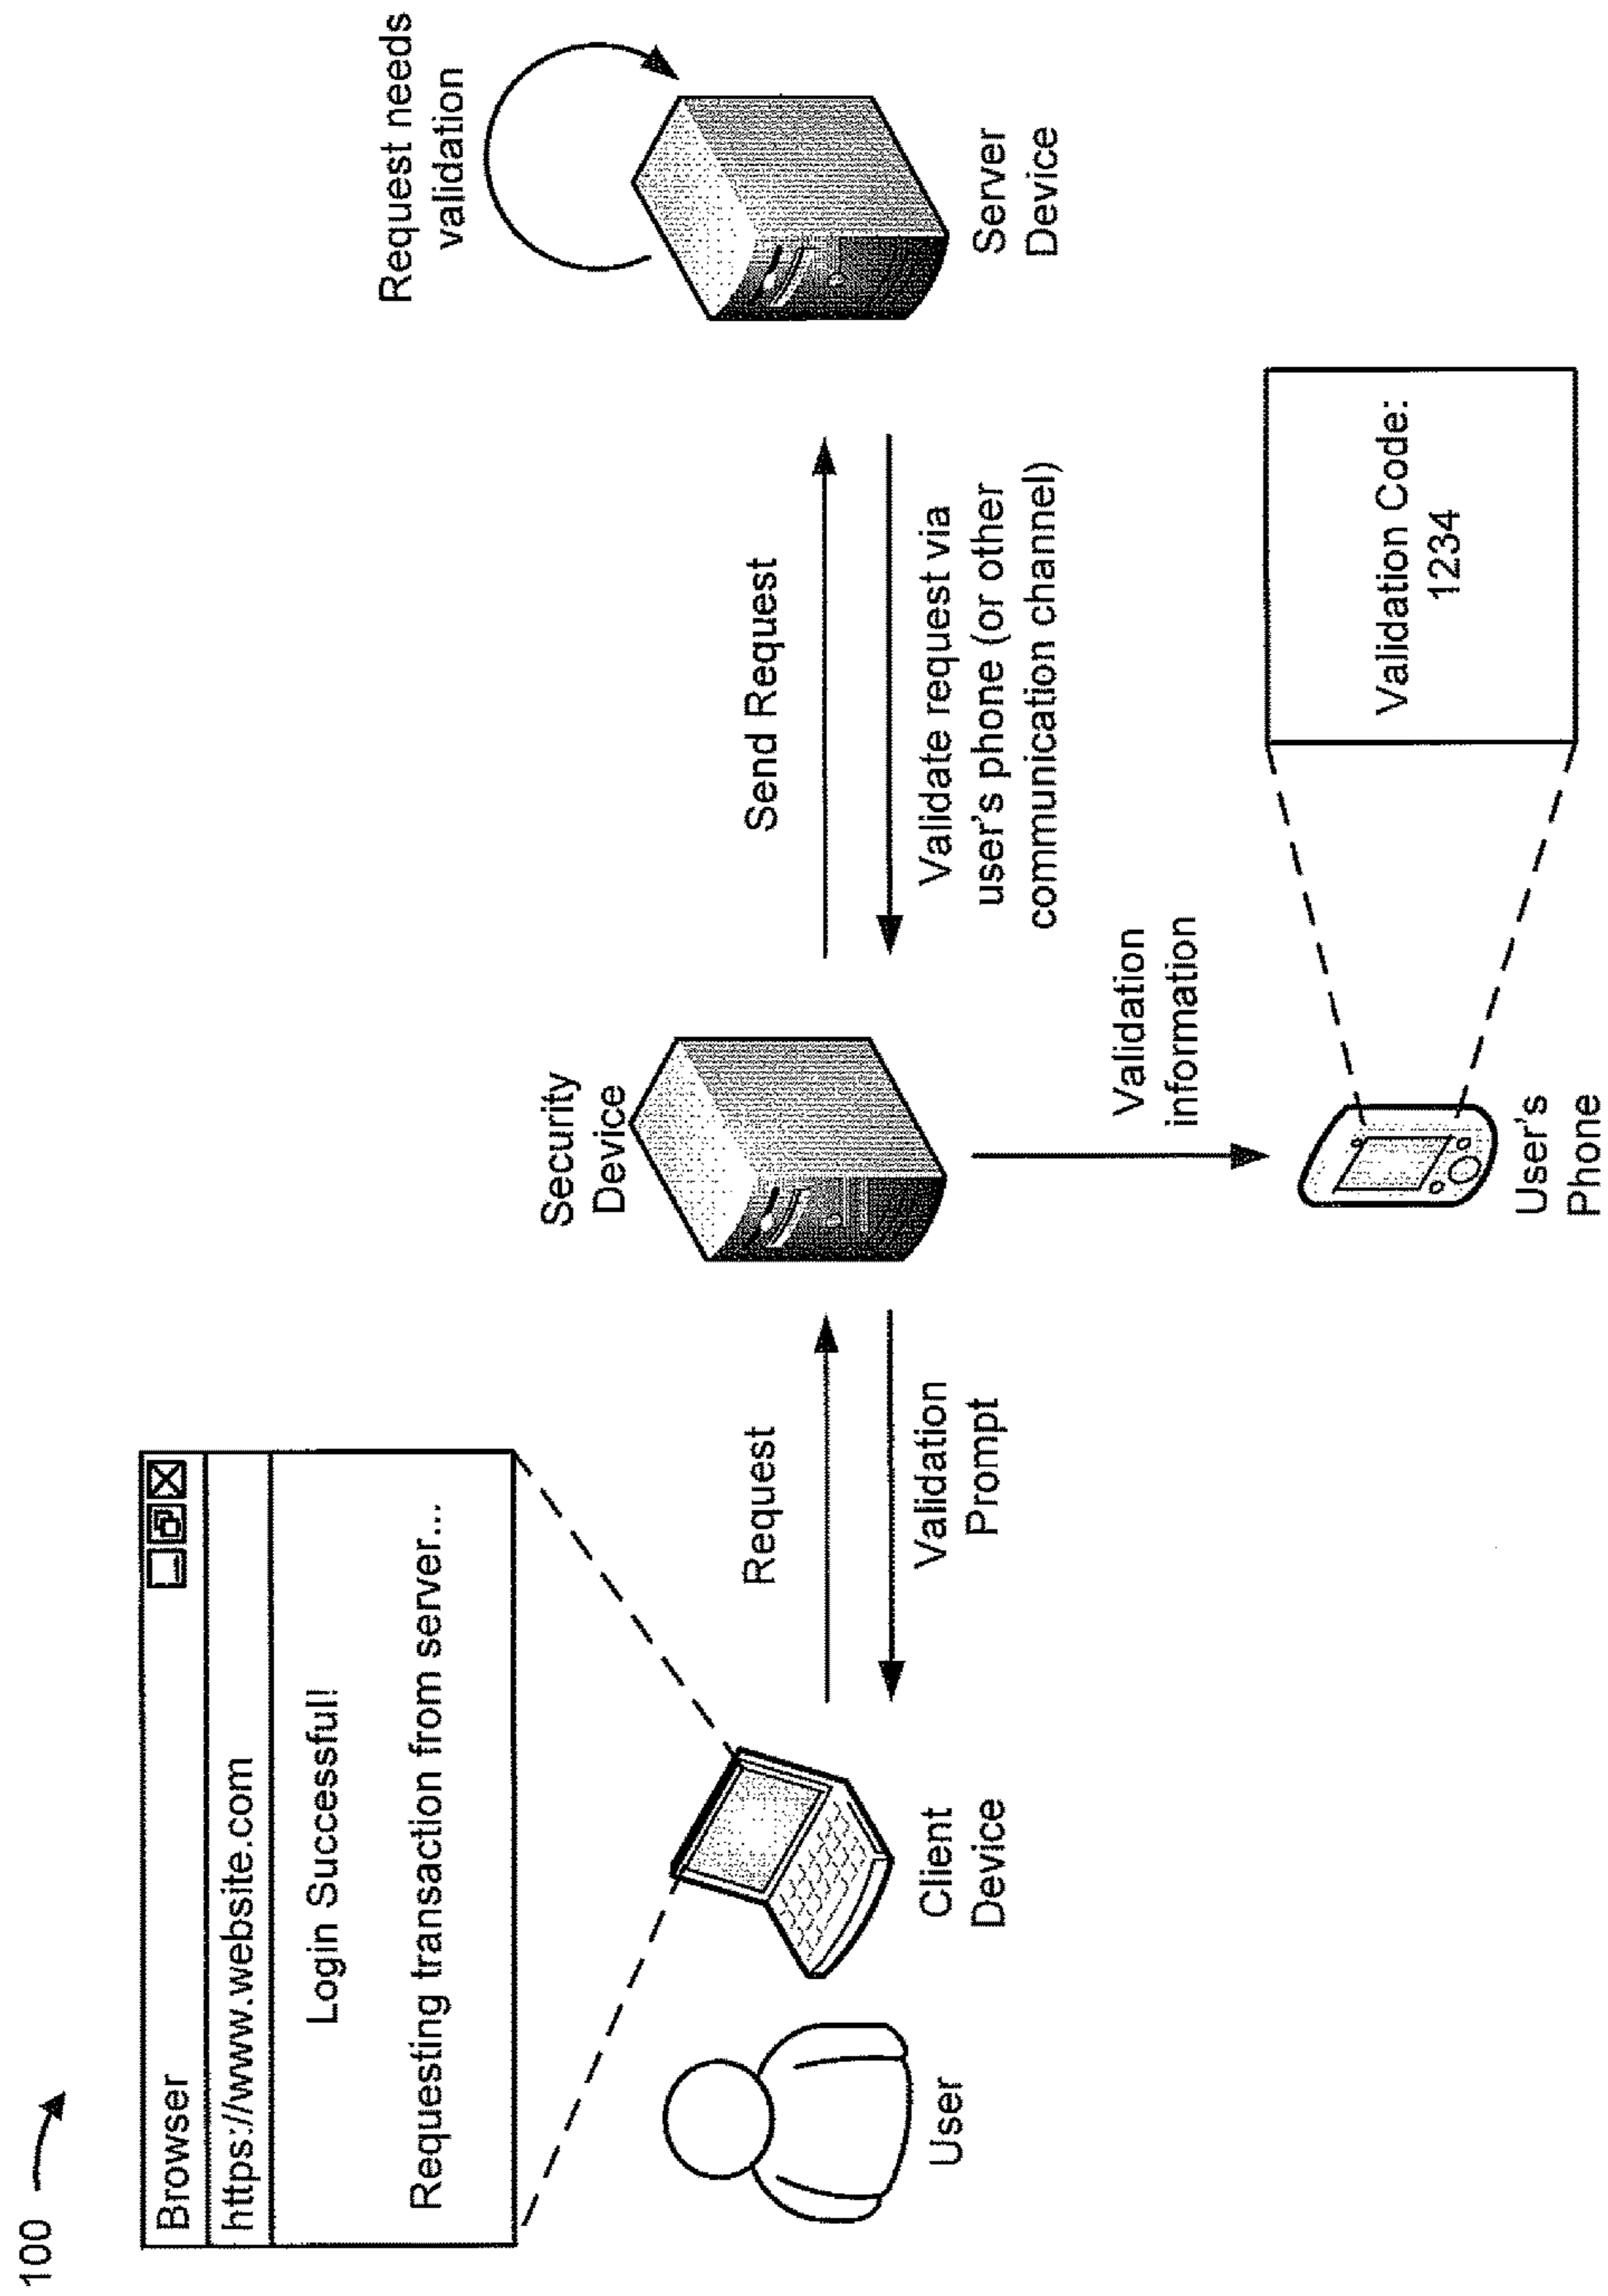 100
Browser
https://www.website.com
Login Successful!
Requesting transaction from server...
User
Client
Device
Request
Validation
Prompt
Security
Device
Send Request
Validate request via
user's phone (or other
communication channel)
Request needs
validation
Server
Device
Validation
information
User's
Phone
Validation Code:
1234